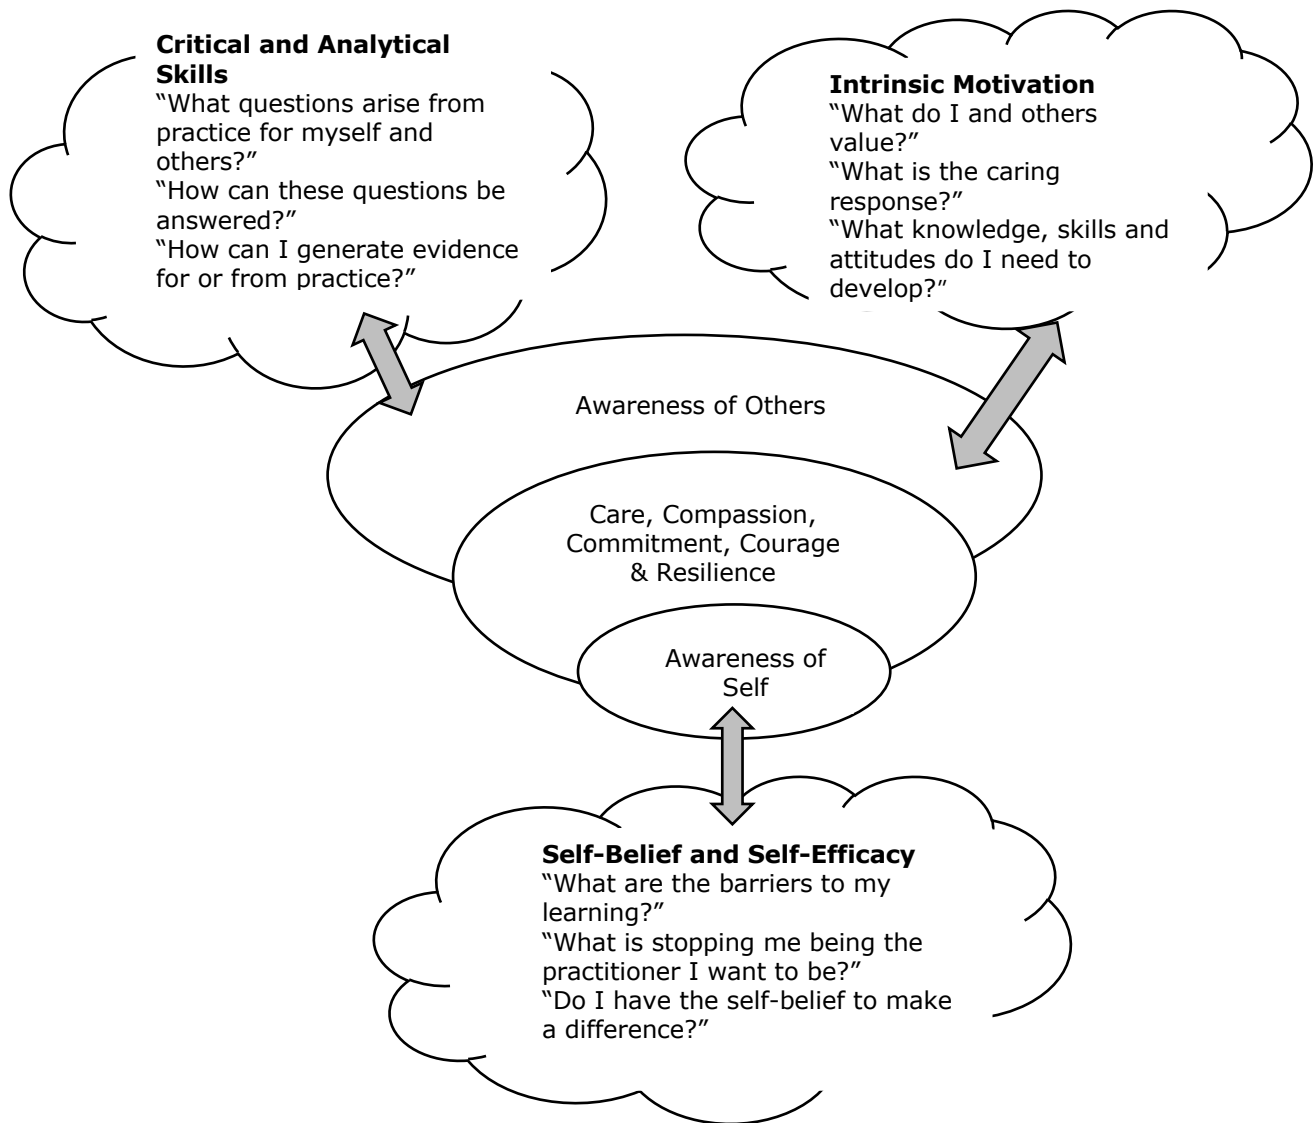 Critical and Analytical
Skills
“What questions arise from
practice for myself and
others?”
“How can these questions be
answered?”
“How can I generate evidence
for or from practice?”
Intrinsic Motivation
“What do I and others
value?”
“What is the caring
response?”
“What knowledge, skills and
attitudes do I need to
develop?”
Awareness of Others
Care, Compassion,
Commitment, Courage
& Resilience
Awareness of
Self
Self-Belief and Self-Efficacy
“What are the barriers to my
learning?”
“What is stopping me being the
practitioner I want to be?”
“Do I have the self-belief to make
a difference?”